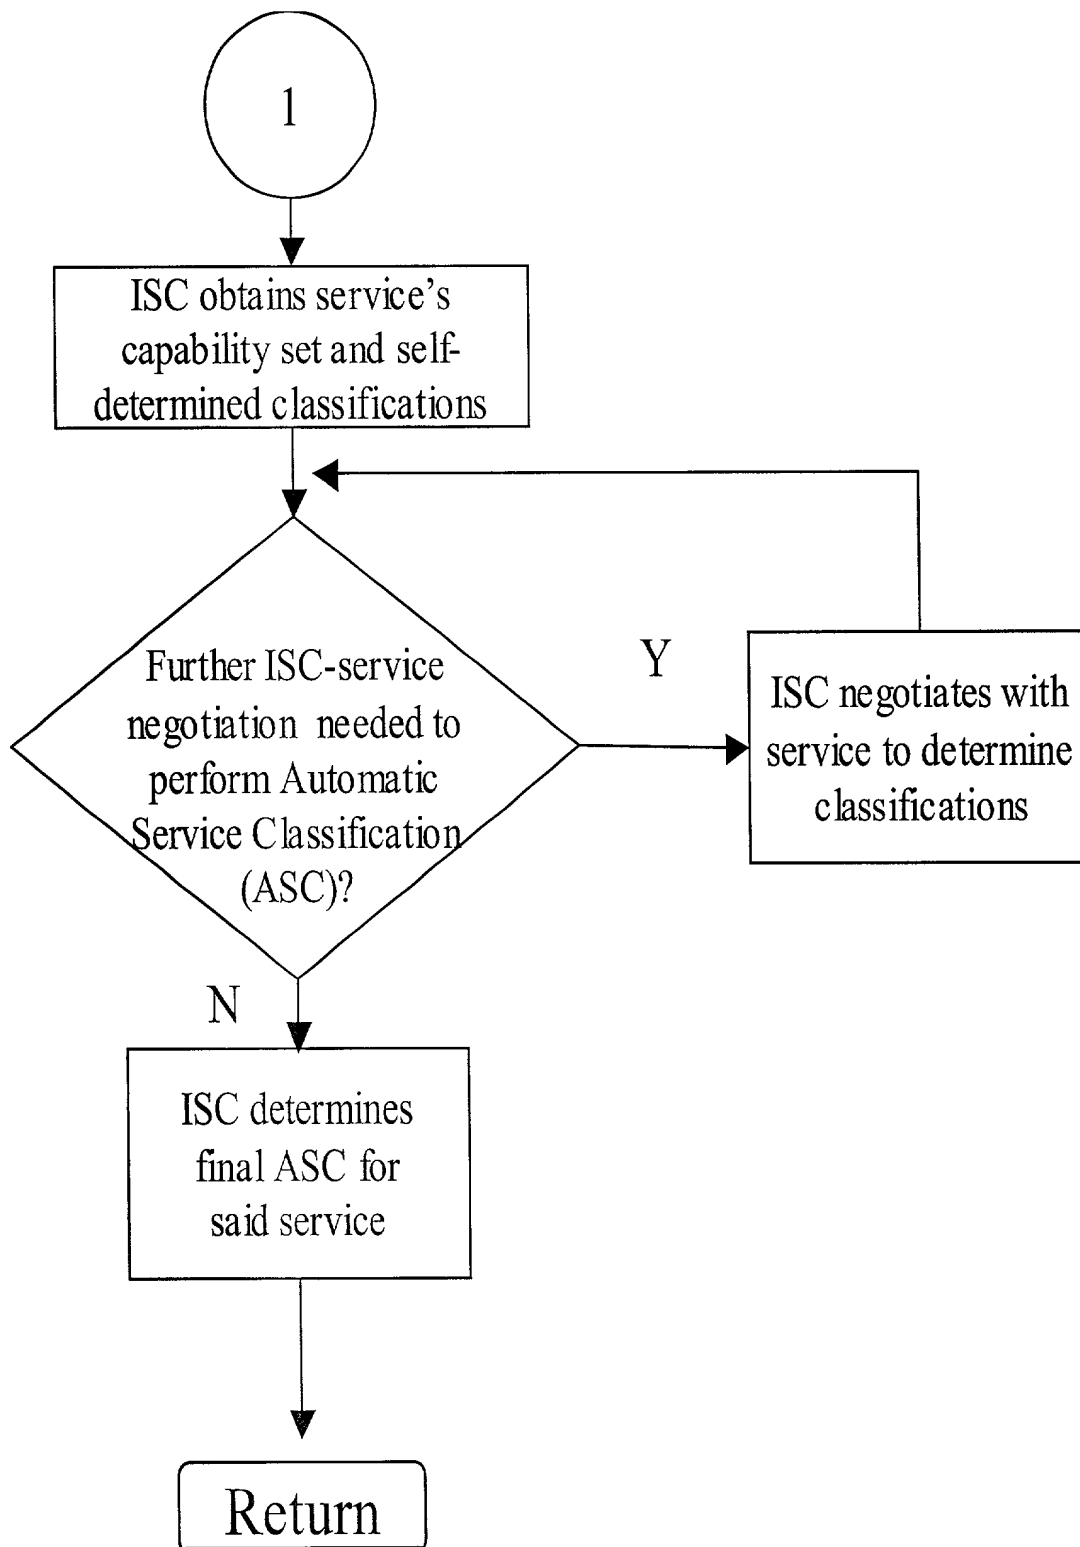 1
ISC obtains service's
capability set and self-
determined classifications
Further ISC-service
negotiation needed to
perform Automatic
Service Classification
(ASC)?
Y
ISC negotiates with
service to determine
classifications
N
ISC determines
final ASC for
said service
Return